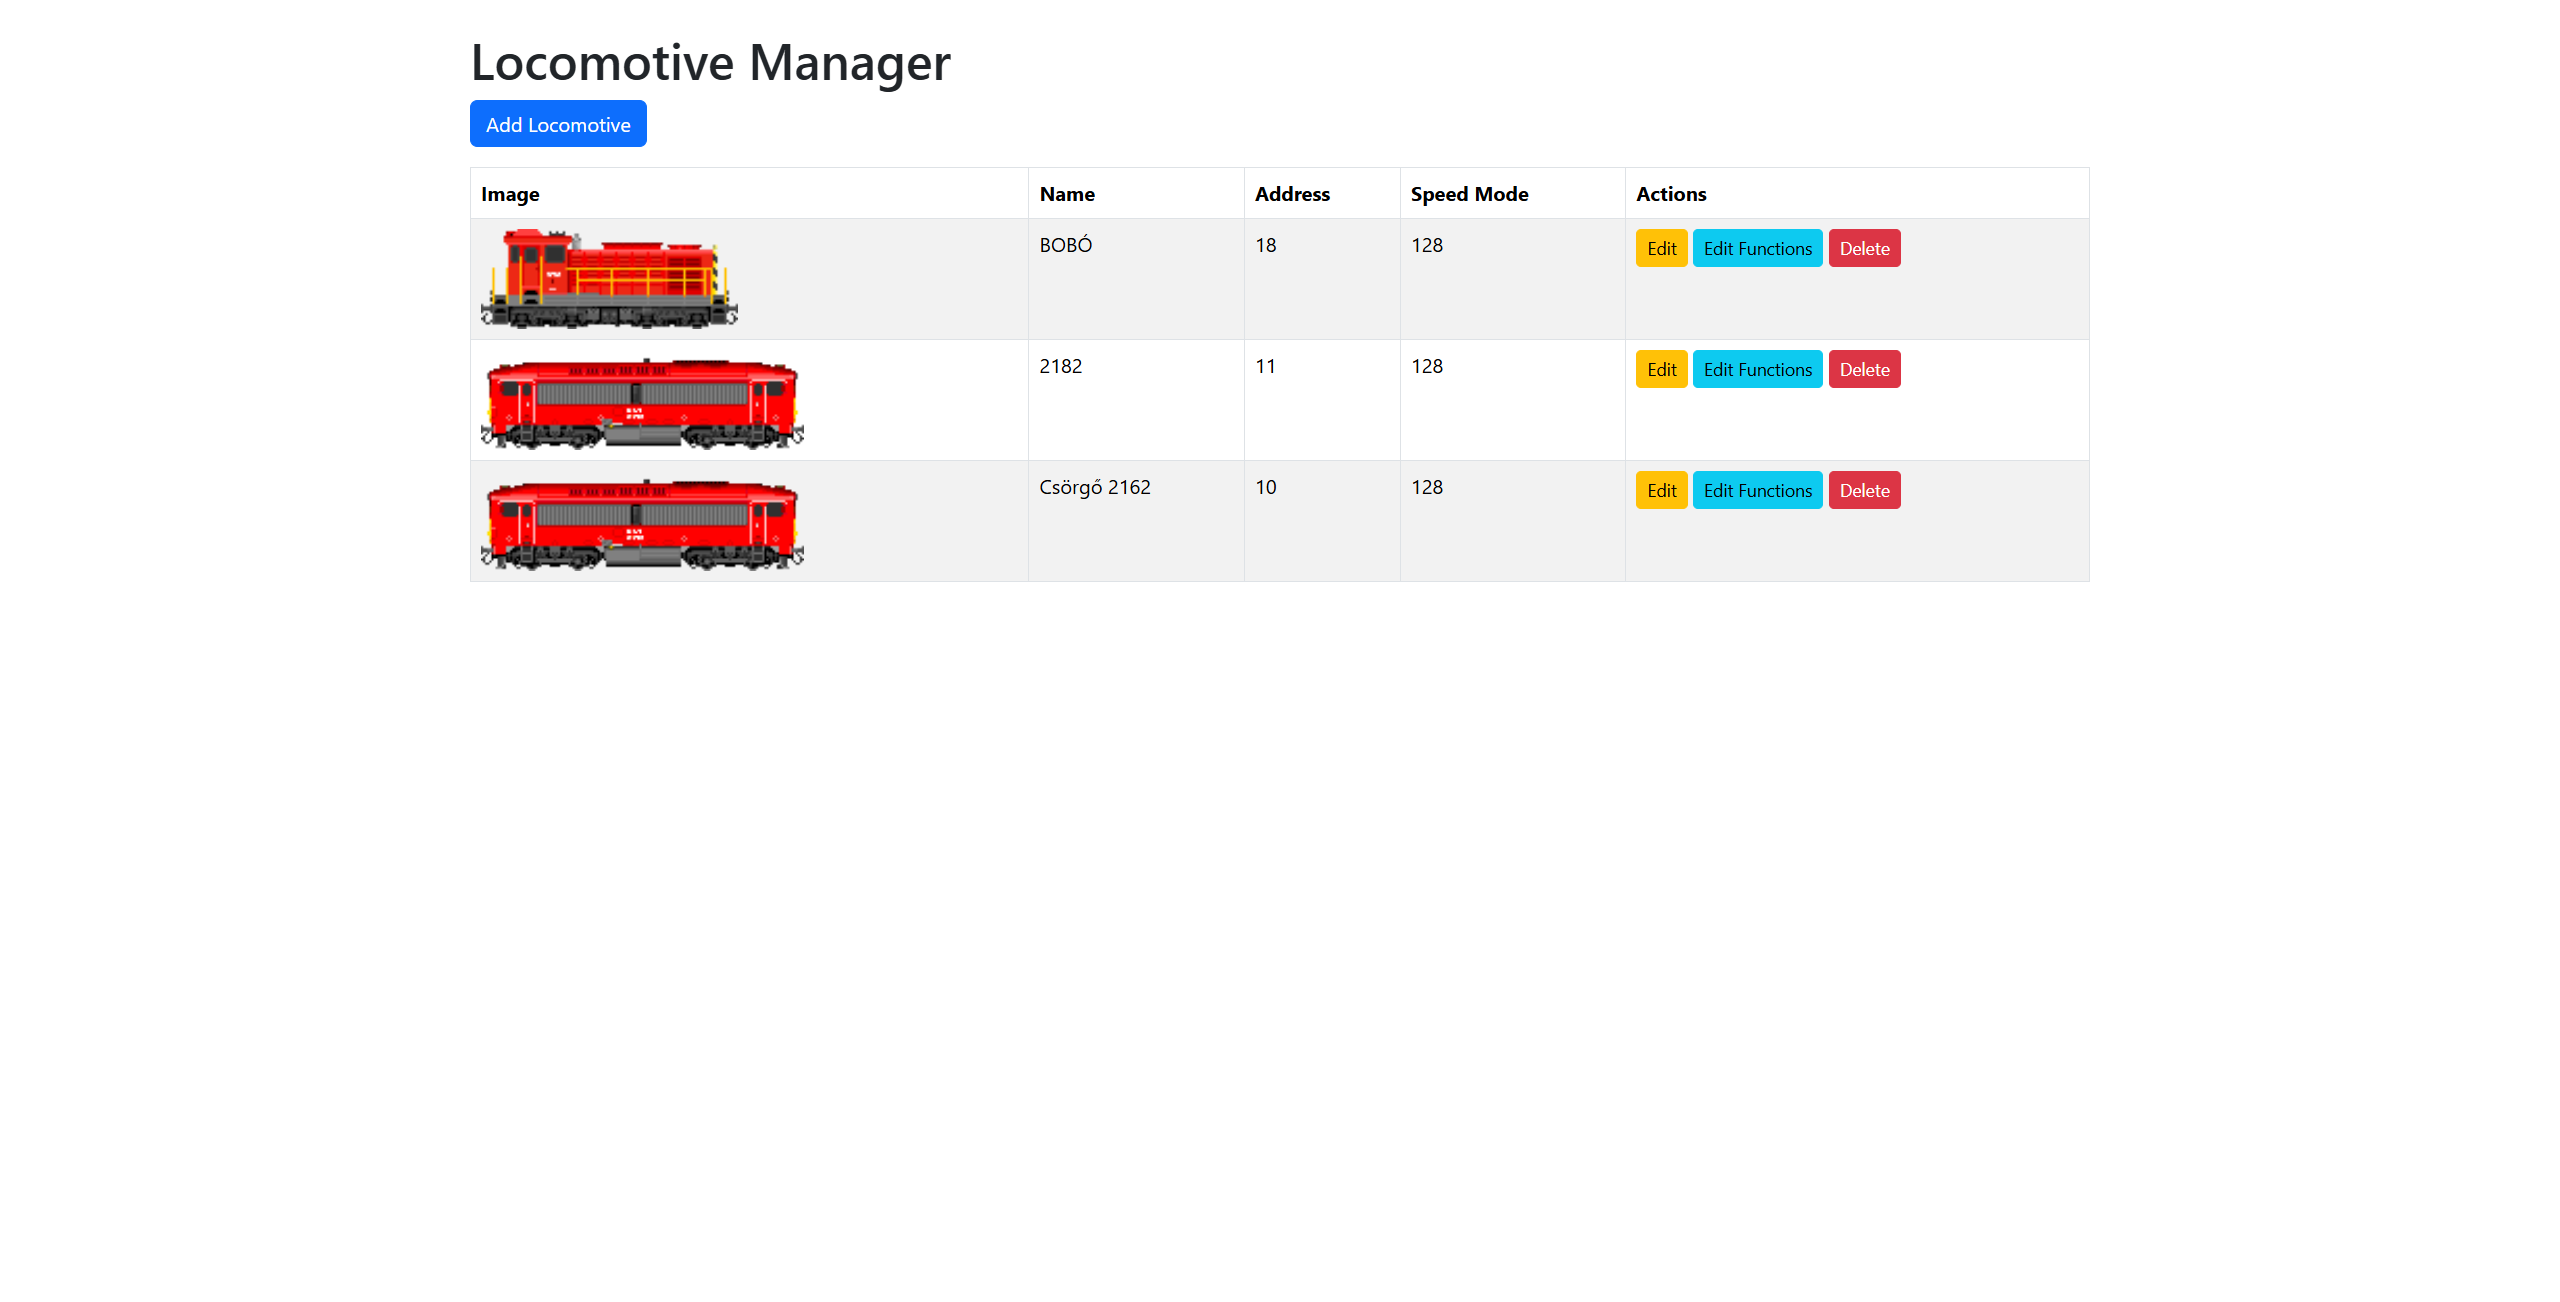 Locomotive Manager
Add Locomotive
Image Name Address Speed Mode Actions
BOBÓ 18 128 Edit Edit Functions Delete
2182 11 128 Edit Edit Functions Delete
Csörgő 2162 10 128 Edit Edit Functions Delete